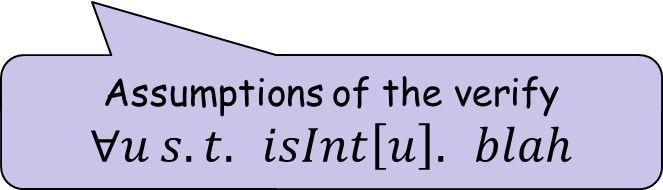 Assumptions of the verify
∀u s.t. isInt[u]. blah